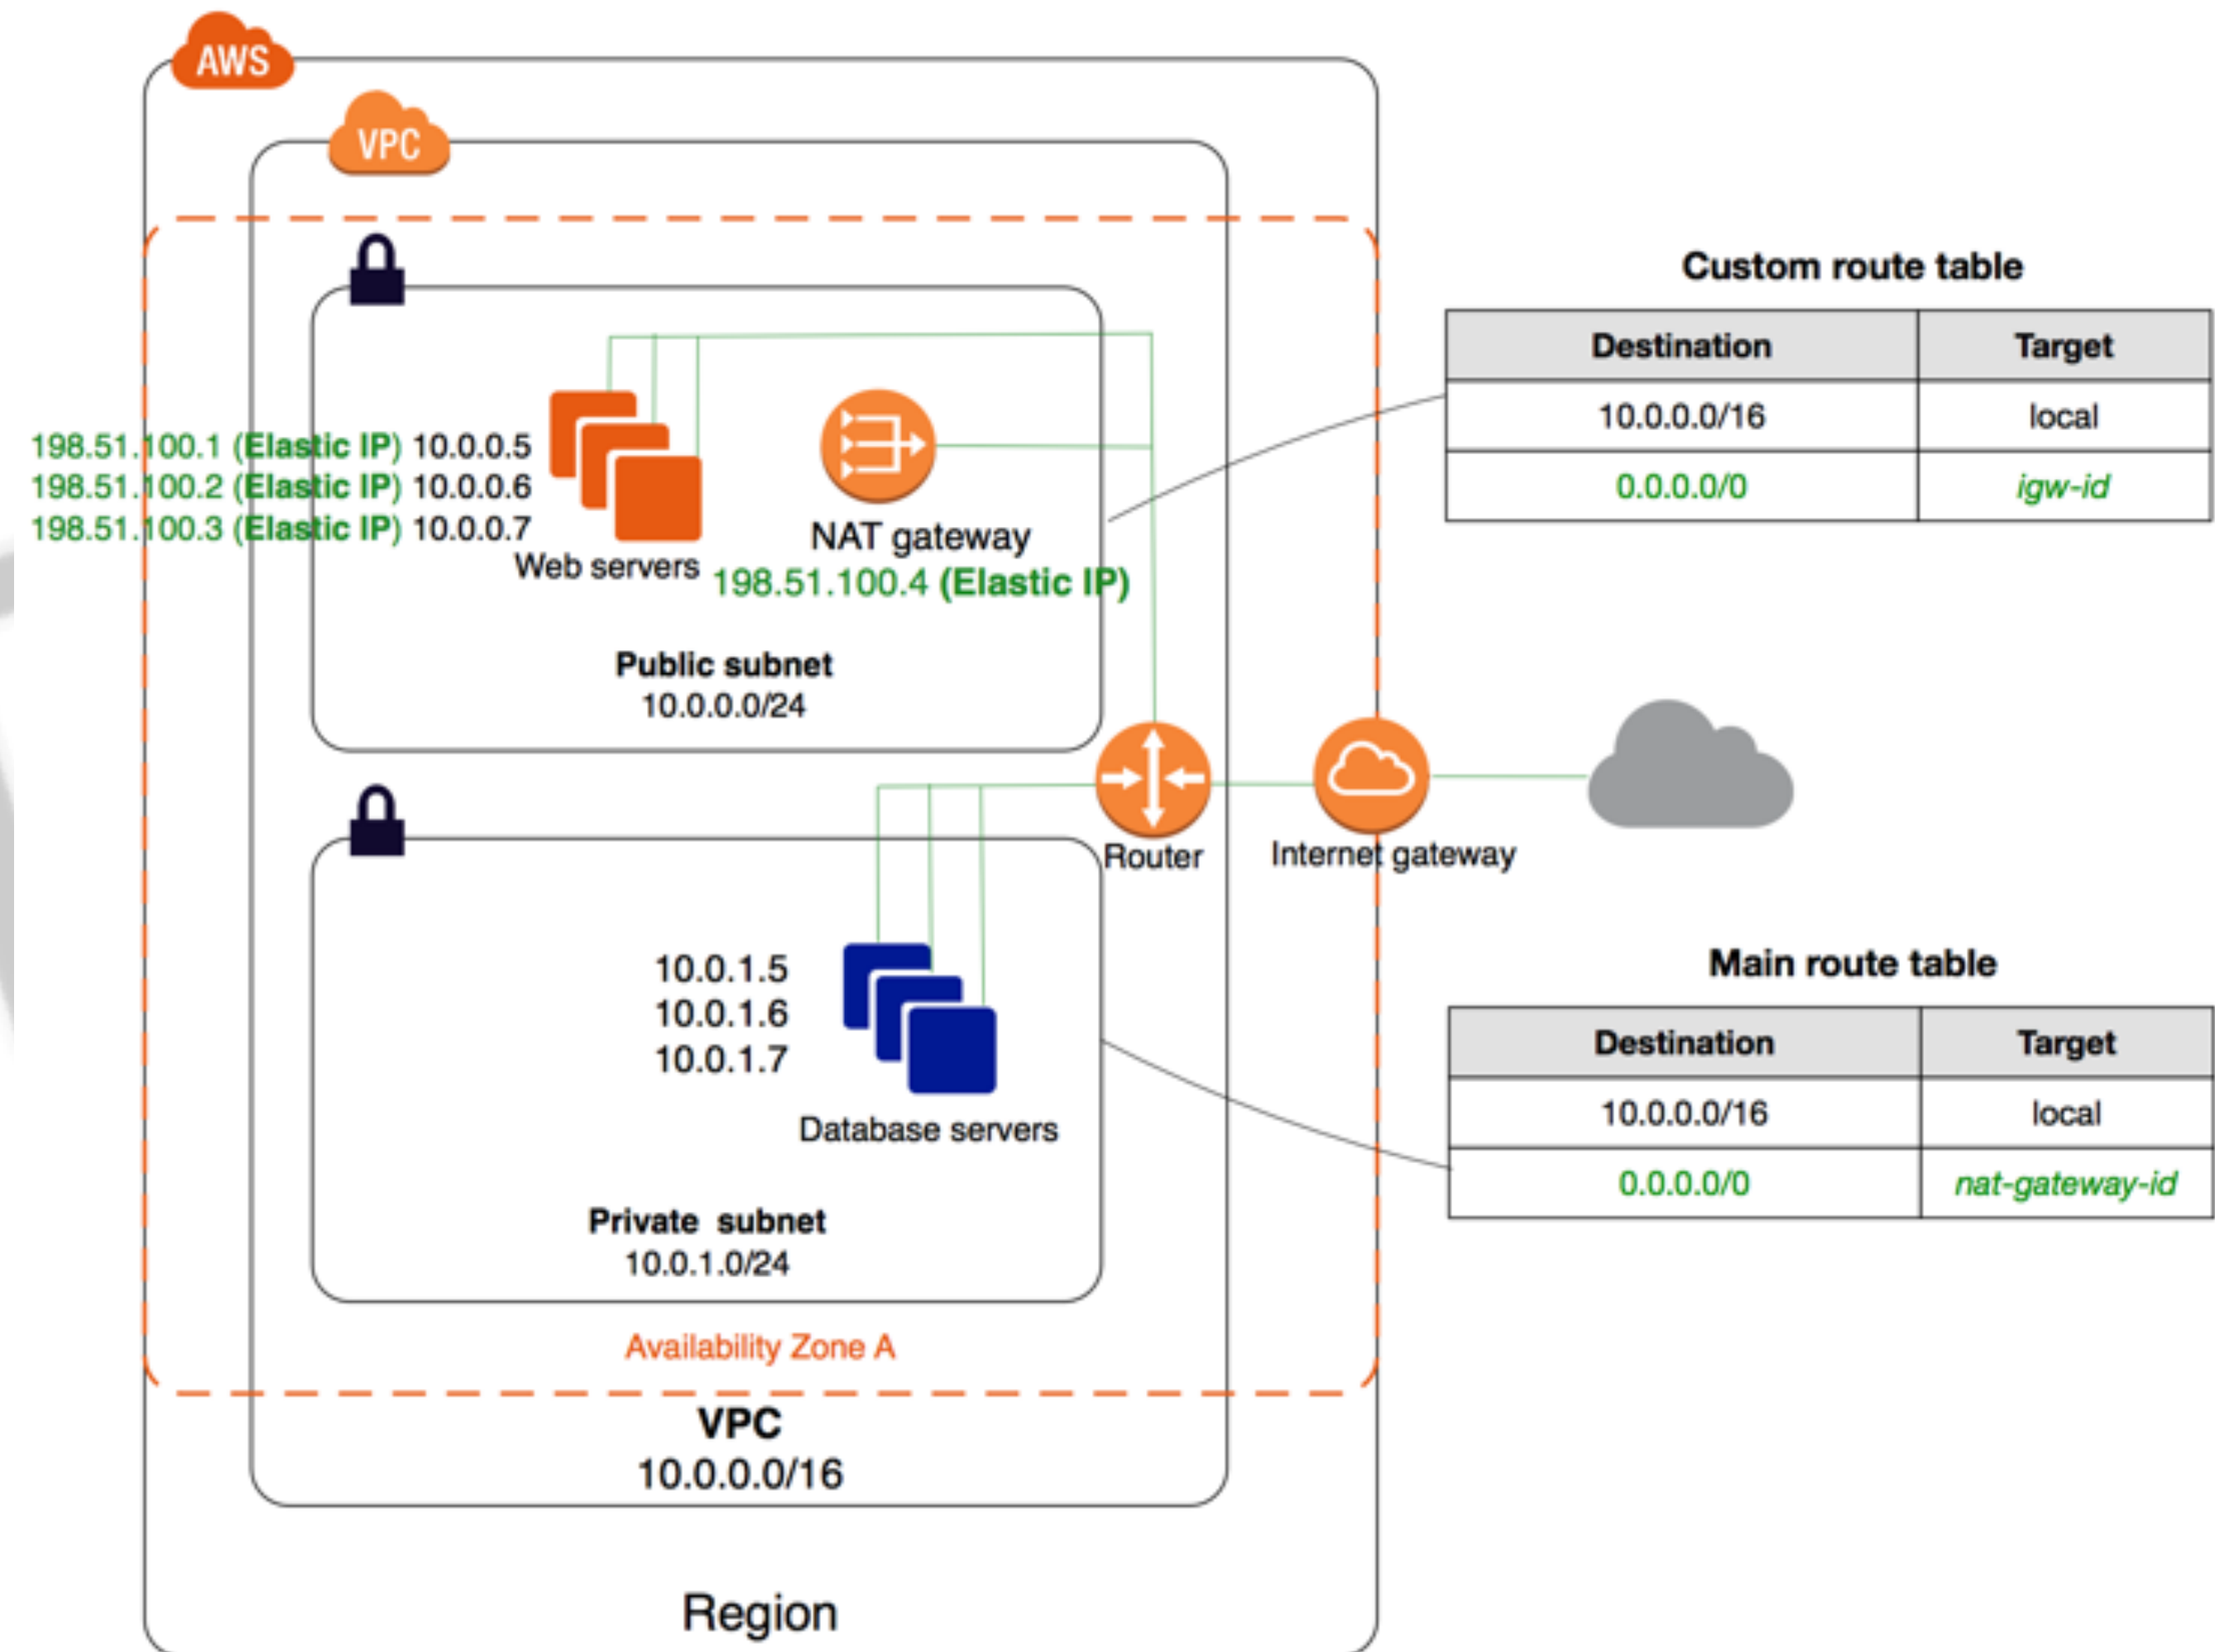 AWS
VPC
198.51.100.1 (Elastic IP) 10.0.0.5
198.51.100.2 (Elastic IP) 10.0.0.6
198.51.100.3 (Elastic IP) 10.0.0.7
Web servers
NAT gateway
198.51.100.4 (Elastic IP)
Public subnet
10.0.0.0/24
Custom route table
Destination Target
10.0.0.0/16 local
0.0.0.0/0 igw-id
Router
Internet gateway
10.0.1.5
10.0.1.6
10.0.1.7
Database servers
Private subnet
10.0.1.0/24
Main route table
Destination Target
10.0.0.0/16 local
0.0.0.0/0 nat-gateway-id
Availability Zone A
VPC
10.0.0.0/16
Region